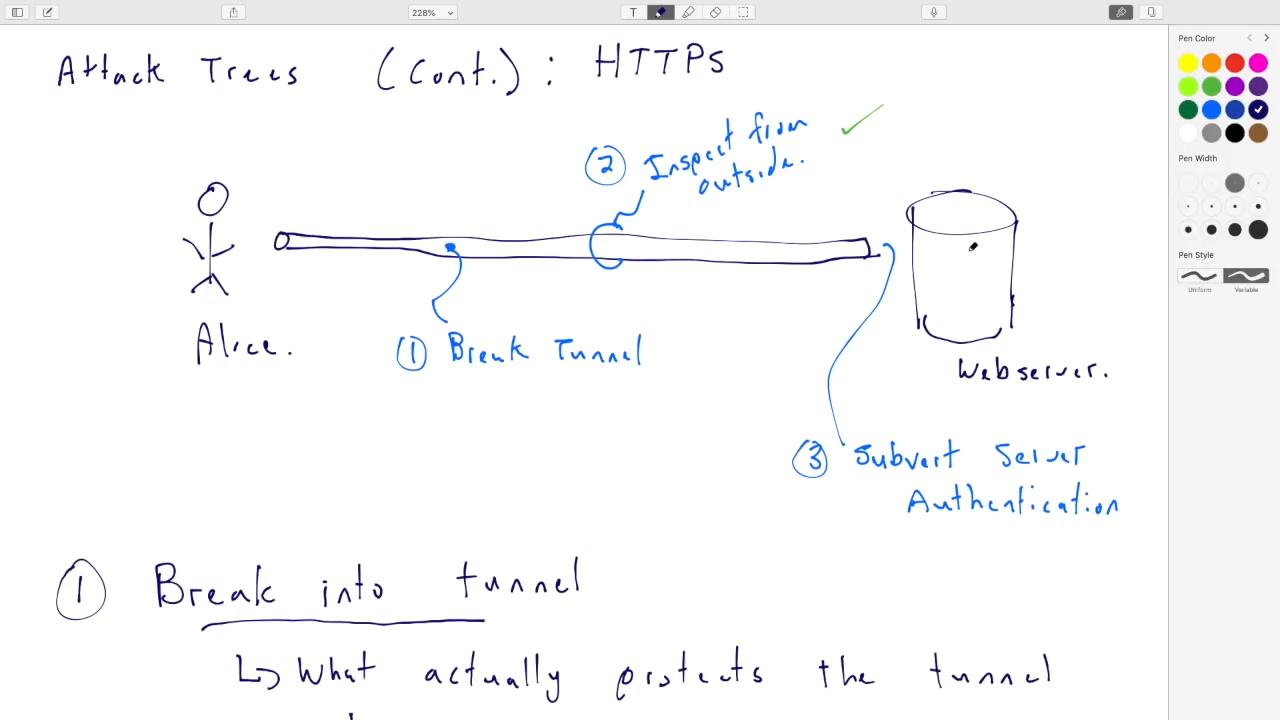 228%
T
Pen Color
Attack Trees (Cont.) : HTTPS
② Inspect from
outside.
Pen Width
Pen Style
Uniform Variable
Alice.
① Break Tunnel
Webserver.
③ Subvert Server
Authentication
① Break into tunnel
↳ What actually protects the tunnel